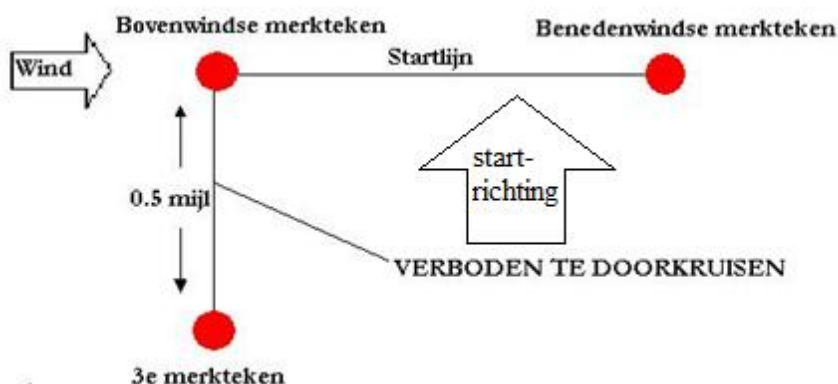 Bovenwindse merkteken
Benedenwindse merkteken
Wind
Startlijn
start-
richting
0.5 mijl
VERBODEN TE DOORKRUISEN
3e merkteken